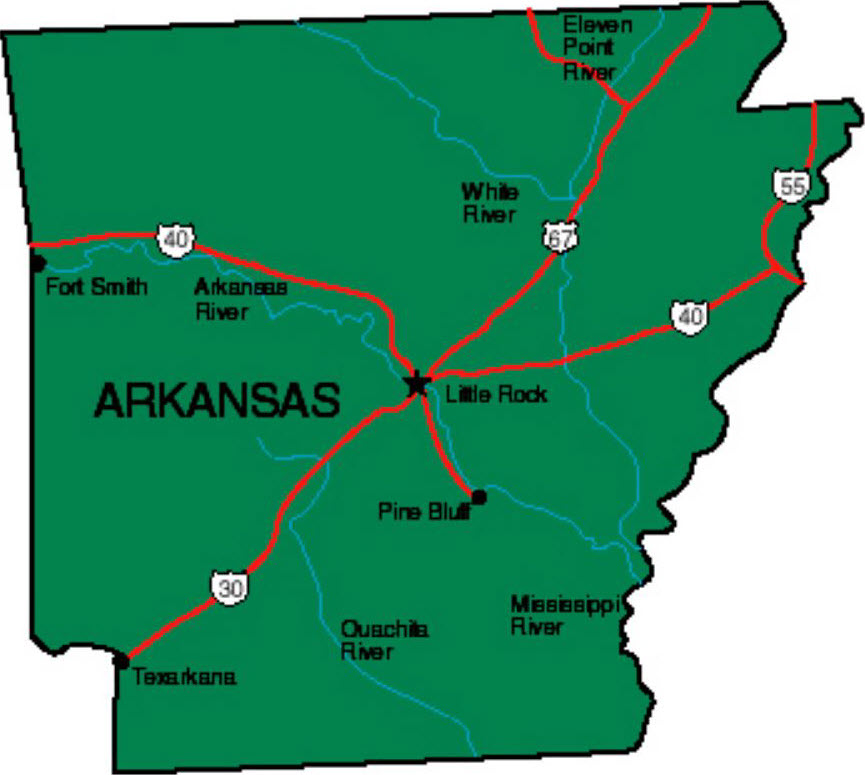 Eleven
Point
River
55
White
River
67
40
Fort Smith
Arkansas
River
40
ARKANSAS
Little Rock
Pine Bluff
30
Mississippi
River
Ouachita
River
Texarkana